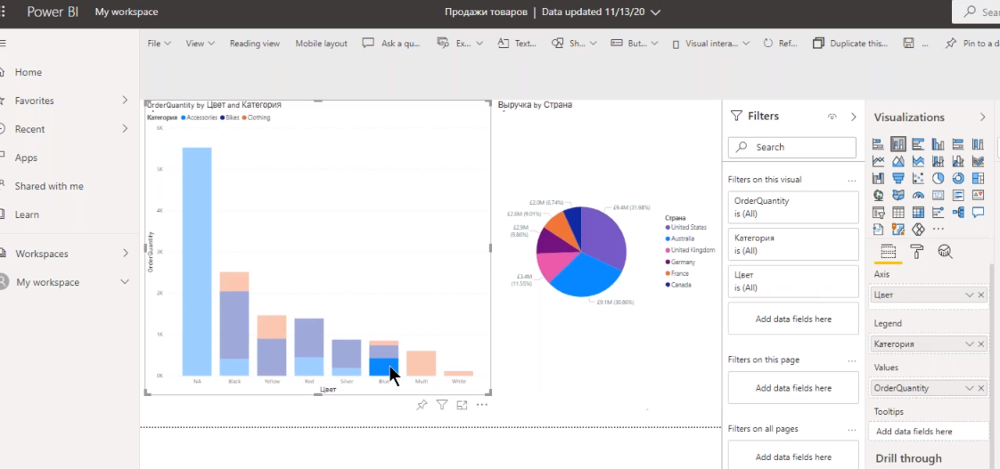 Power BI My workspace Продажи товаров | Data updated 11/13/20
File View Reading view Mobile layout Ask a qu... Ex... Text... Sh... But... Visual intera... Ref... Duplicate this... ... Pin to a d
Home
Favorites
Recent
Apps
Shared with me
Learn
Workspaces
My workspace
OrderQuantity by Цвет and Категория
Категория Accessories Bikes Clothing
6K
5K
4K
3K
2K
1K
0K
OrderQuantity
N/A Black Yellow Red Silver Blue Multi White
Цвет
Выручка by Страна
£2.0M (6.74%)
£2.6M (9.01%)
£2.9M
£3.4M
(11.55%)
£9.4M (31.98%)
£9.1M (30.86%)
Страна
United States
Australia
United Kingdom
Germany
France
Canada
Filters
Search
Filters on this visual ...
OrderQuantity
is (All)
Категория
is (All)
Цвет
is (All)
Add data fields here
Filters on this page ...
Add data fields here
Filters on all pages ...
Add data fields here
Visualizations
Axis
Цвет
Legend
Категория
Values
OrderQuantity
Tooltips
Add data fields here
Drill through